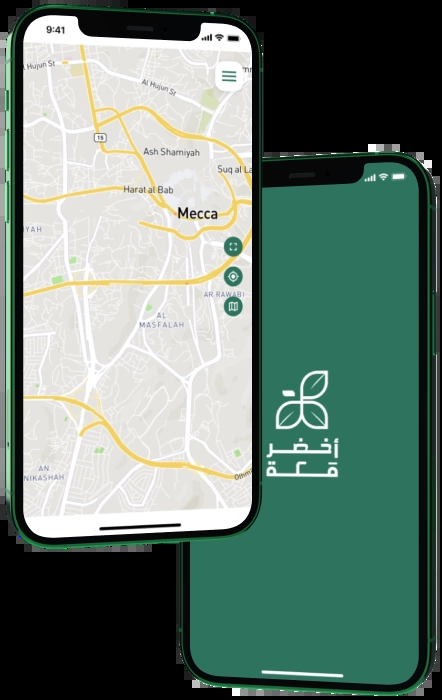 9:41
Al Hujun St
Al Hujun St
15
Ash Shamiyah
Suq al La
Harat al Bab
Mecca
YAH
AR RAWABI
AL
MASFALAH
AN
NIKASHAH
أخضر
مكة